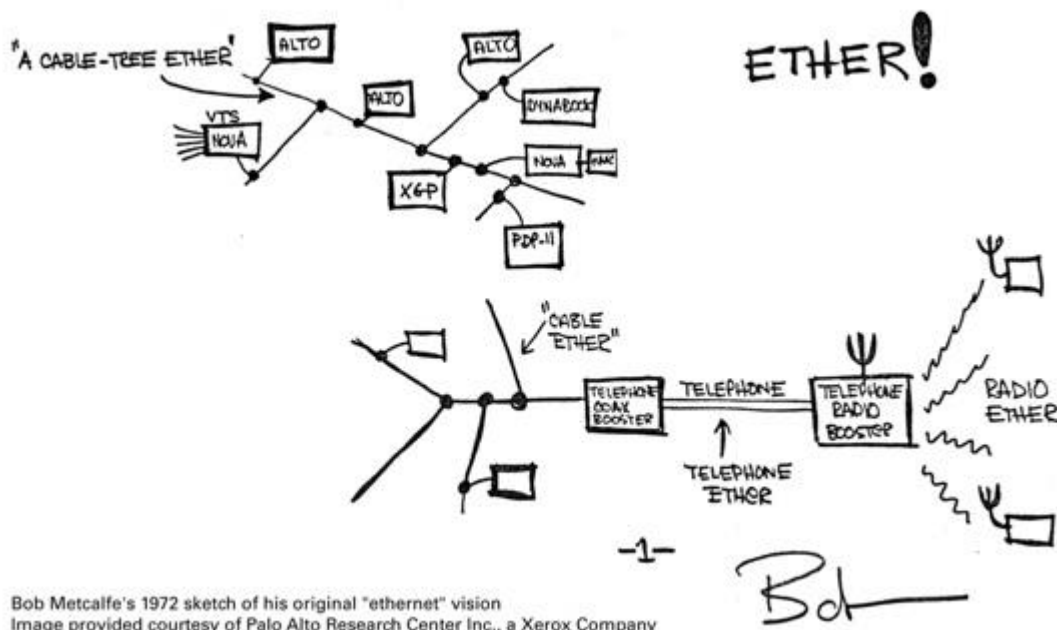 "A CABLE-TREE ETHER"
ALTO
ALTO
ETHER!
ALTO
DYNABOOK
VTS
NOVA
NOVA
XGP
PDP-11
"CABLE
ETHER"
TELEPHONE
COAX
BOOSTER
TELEPHONE
TELEPHONE
ETHER
TELEPHONE
RADIO
BOOSTER
RADIO
ETHER
-1-
Bob
Bob Metcalfe's 1972 sketch of his original "ethernet" vision
Image provided courtesy of Palo Alto Research Center Inc., a Xerox Company